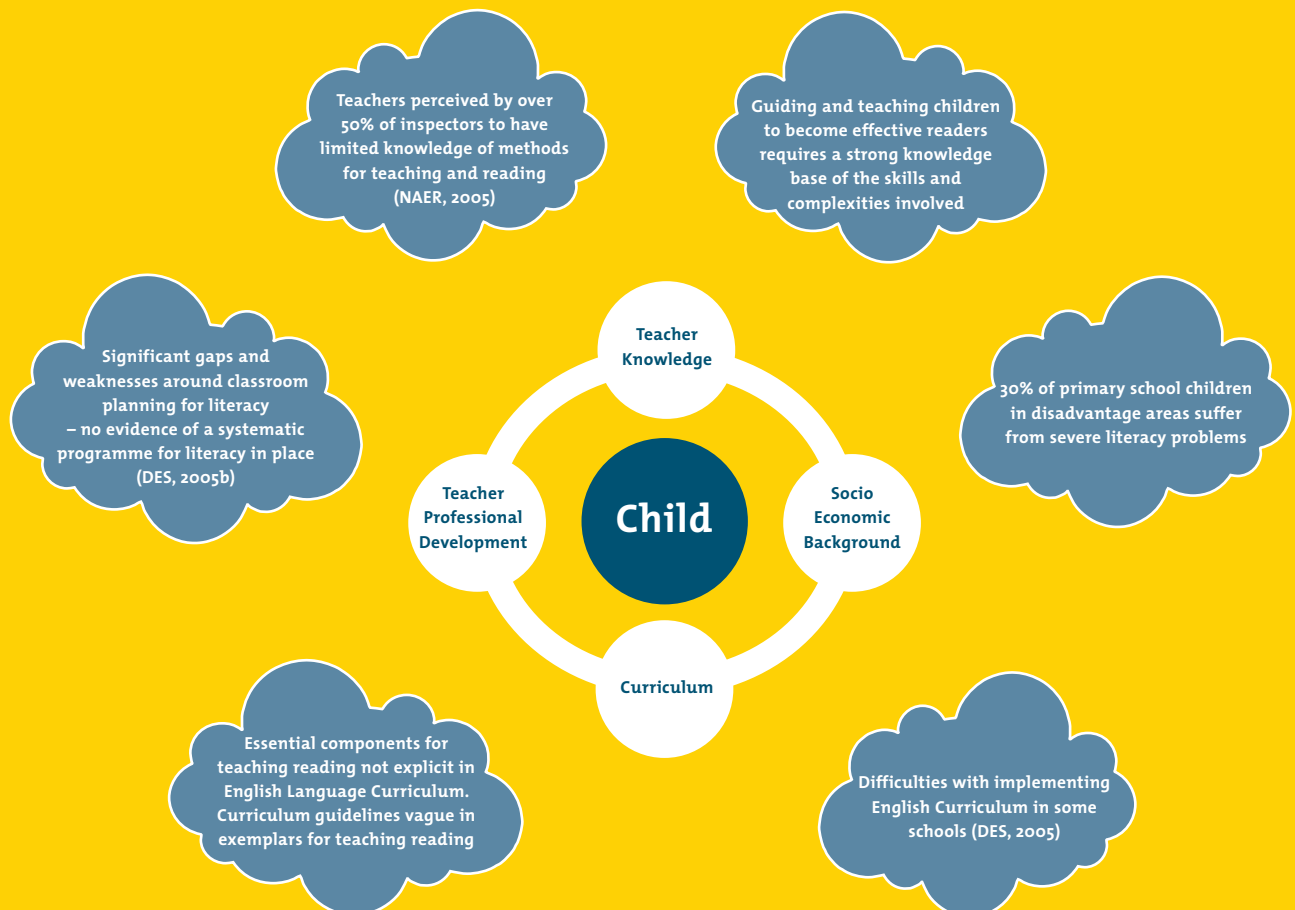 Teachers perceived by over
50% of inspectors to have
limited knowledge of methods
for teaching and reading
(NAER, 2005)
Guiding and teaching children
to become effective readers
requires a strong knowledge
base of the skills and
complexities involved
Significant gaps and
weaknesses around classroom
planning for literacy
– no evidence of a systematic
programme for literacy in place
(DES, 2005b)
Teacher
Knowledge
30% of primary school children
in disadvantage areas suffer
from severe literacy problems
Teacher
Professional
Development
Child
Socio
Economic
Background
Curriculum
Essential components for
teaching reading not explicit in
English Language Curriculum.
Curriculum guidelines vague in
exemplars for teaching reading
Difficulties with implementing
English Curriculum in some
schools (DES, 2005)